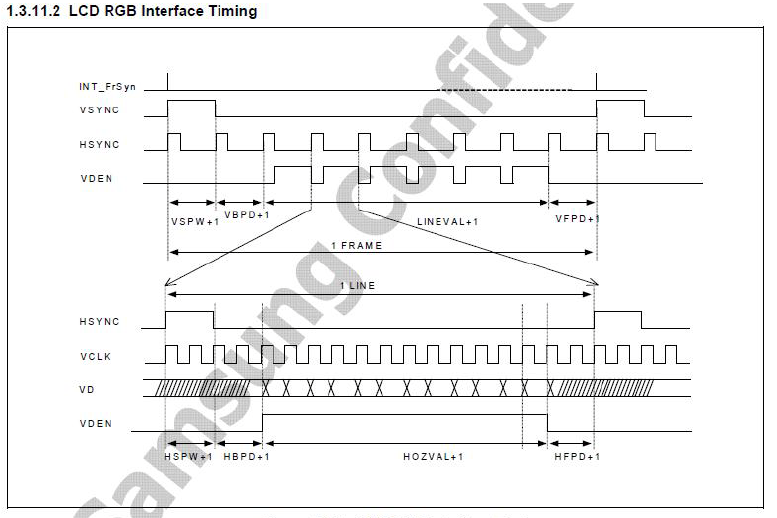 1.3.11.2 LCD RGB Interface Timing
INT_FrSyn
VSYNC
HSYNC
VDEN
VSPW+1 VBPD+1 LINEVAL+1 VFPD+1
1 FRAME
1 LINE
HSYNC
VCLK
VD
VDEN
HSPW+1 HBPD+1 HOZVAL+1 HFPD+1
Samsung Confide